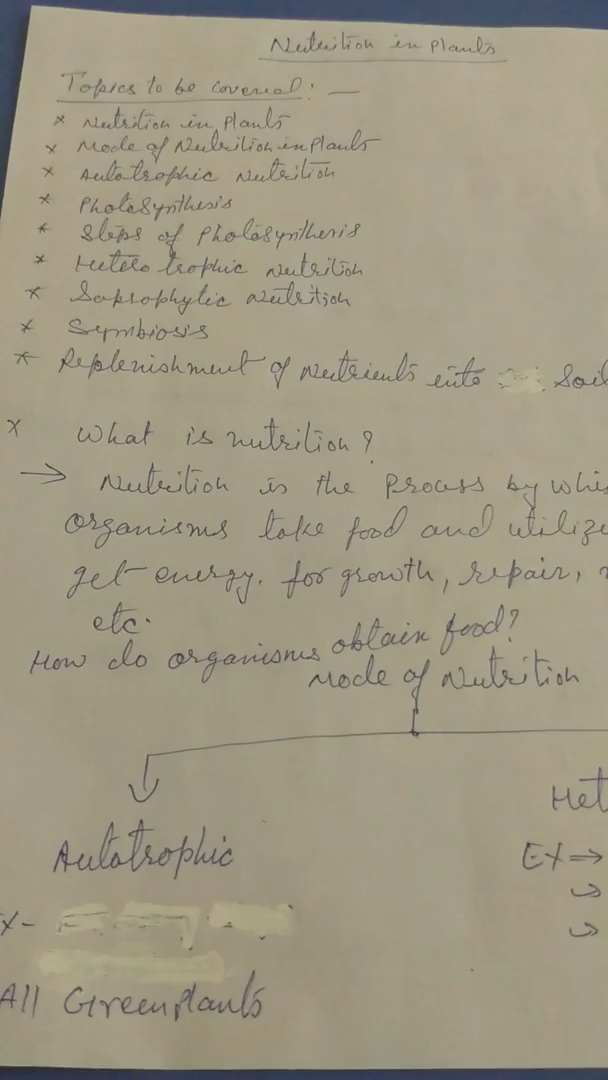 Nutrition in plants
Topics to be covered: —
× Nutrition in plants
× Mode of Nutrition in plants
× Autotrophic Nutrition
× Photosynthesis
× Steps of photosynthesis
× Heterotrophic Nutrition
× Saprophytic Nutrition
× Symbiosis
× Replenishment of Nutrients into Soil
× What is nutrition?
→ Nutrition is the process by whic
organisms take food and utilize
get energy. for growth, repair,
etc.
How do organisms obtain food?
Mode of Nutrition
Autotrophic
Het
EX ⇒
X-
All Green plants